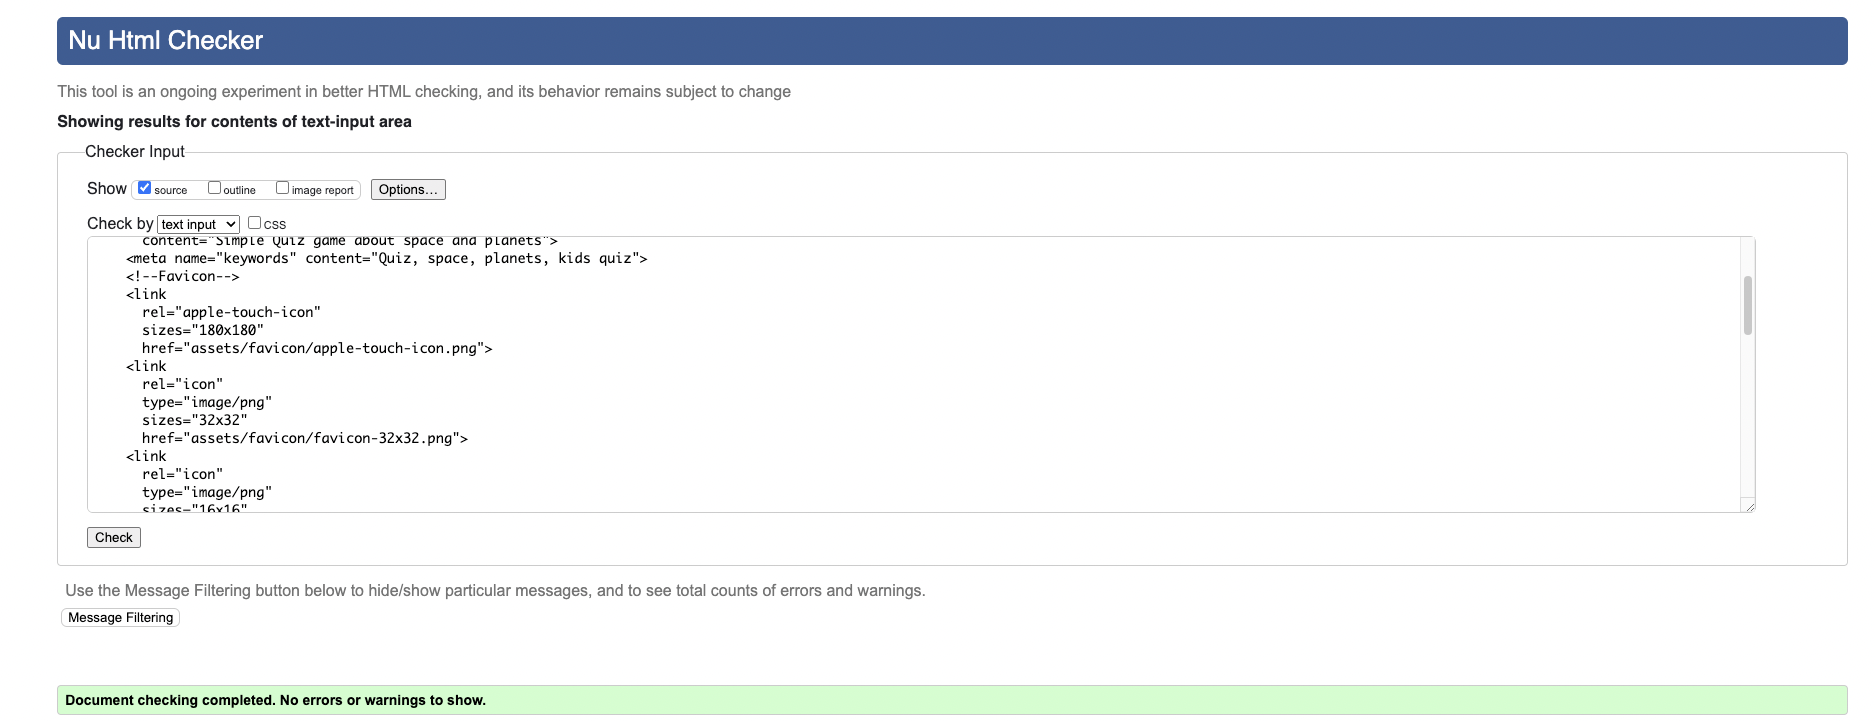 Nu Html Checker
This tool is an ongoing experiment in better HTML checking, and its behavior remains subject to change
Showing results for contents of text-input area
Checker Input
Show source outline image report Options...
Check by text input CSS
content="Simple Quiz game about space and planets">
<meta name="keywords" content="Quiz, space, planets, kids quiz">
<!--Favicon-->
<link
rel="apple-touch-icon"
sizes="180x180"
href="assets/favicon/apple-touch-icon.png">
<link
rel="icon"
type="image/png"
sizes="32x32"
href="assets/favicon/favicon-32x32.png">
<link
rel="icon"
type="image/png"
sizes="16x16"
Check
Use the Message Filtering button below to hide/show particular messages, and to see total counts of errors and warnings.
Message Filtering
Document checking completed. No errors or warnings to show.